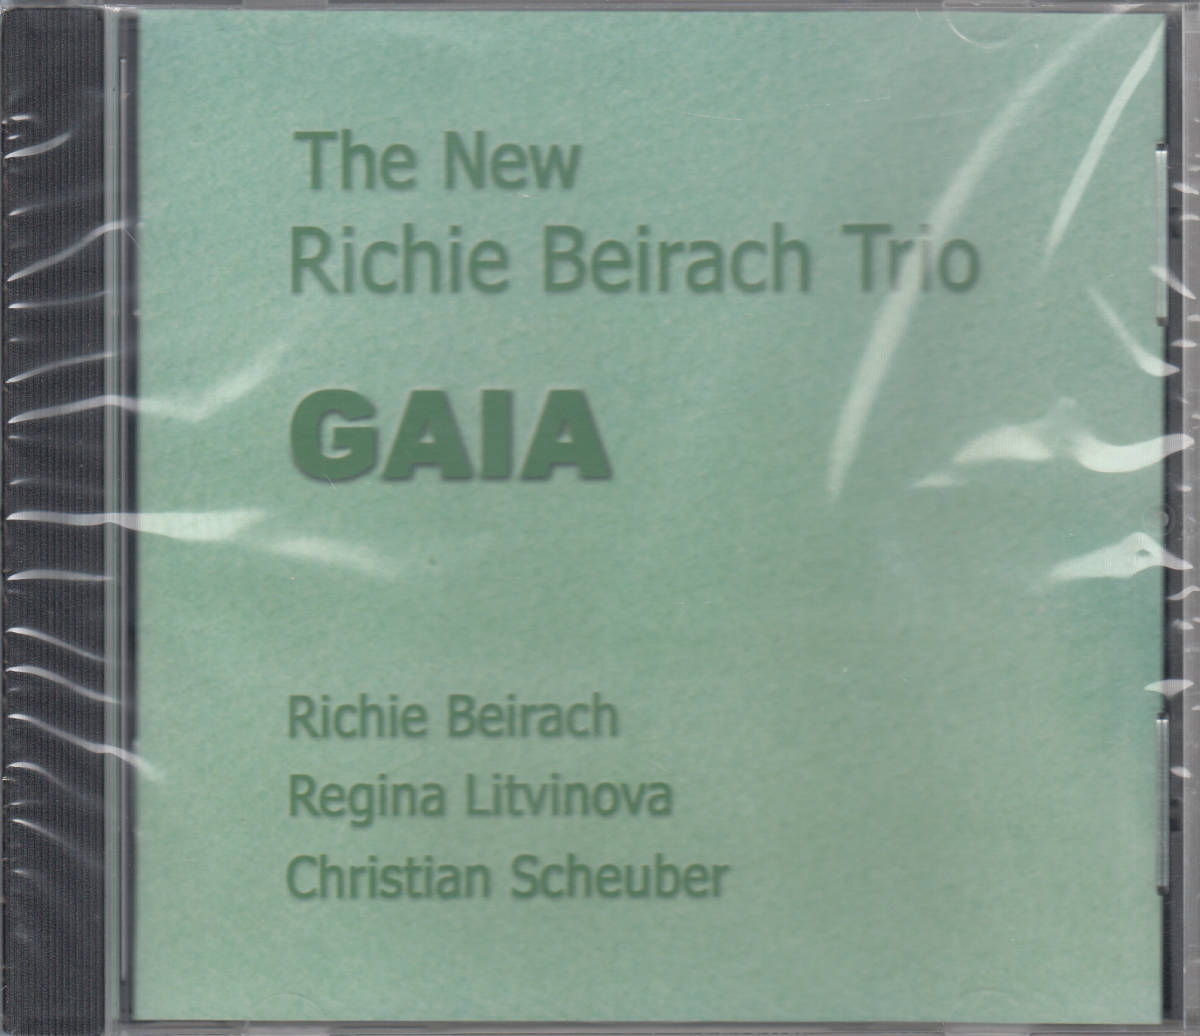 The New
Richie Beirach Trio
GAIA
Richie Beirach
Regina Litvinova
Christian Scheuber